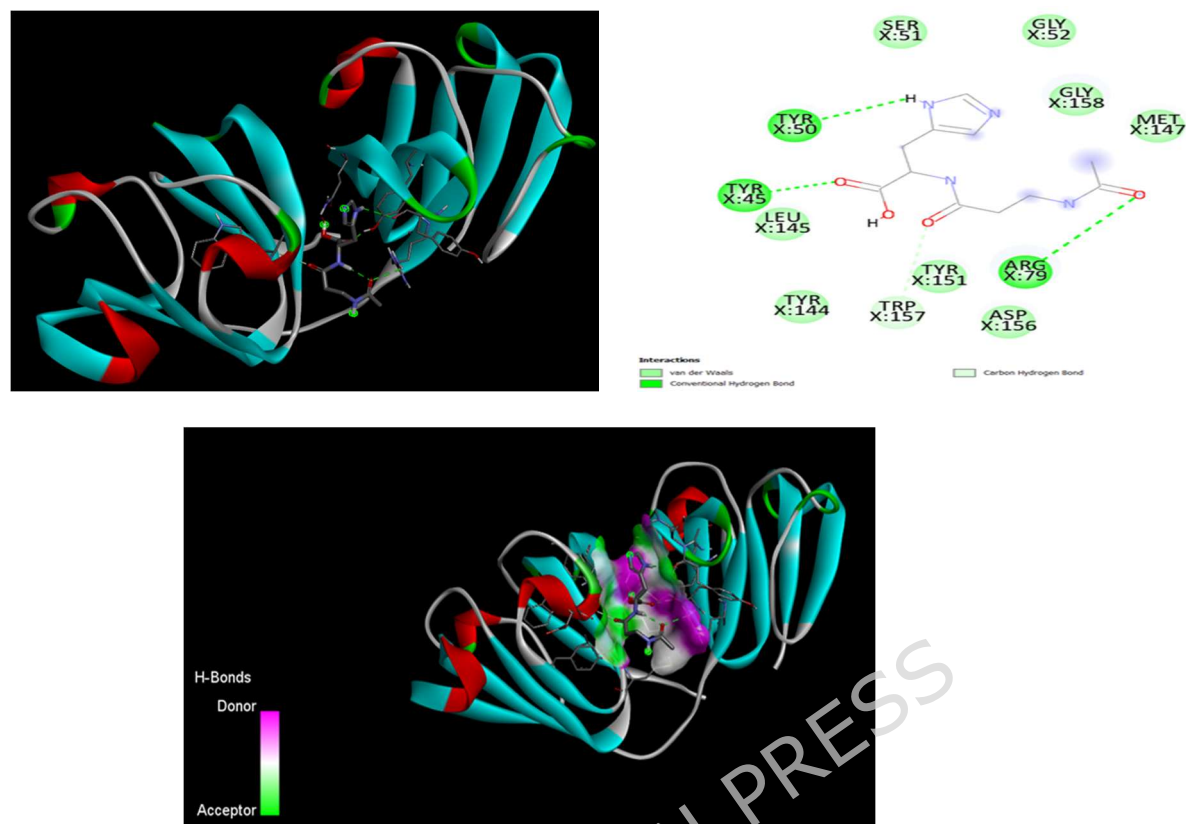 SER
X:51
GLY
X:52
GLY
X:158
MET
X:147
H
N
N
TYR
X:50
TYR
X:45
O
N
N
O
LEU
X:145
H
O
O
TYR
X:151
ARG
X:79
TYR
X:144
TRP
X:157
ASP
X:156
Interactions
van der Waals
Conventional Hydrogen Bond
Carbon Hydrogen Bond
H-Bonds
Donor
Acceptor
PRESS